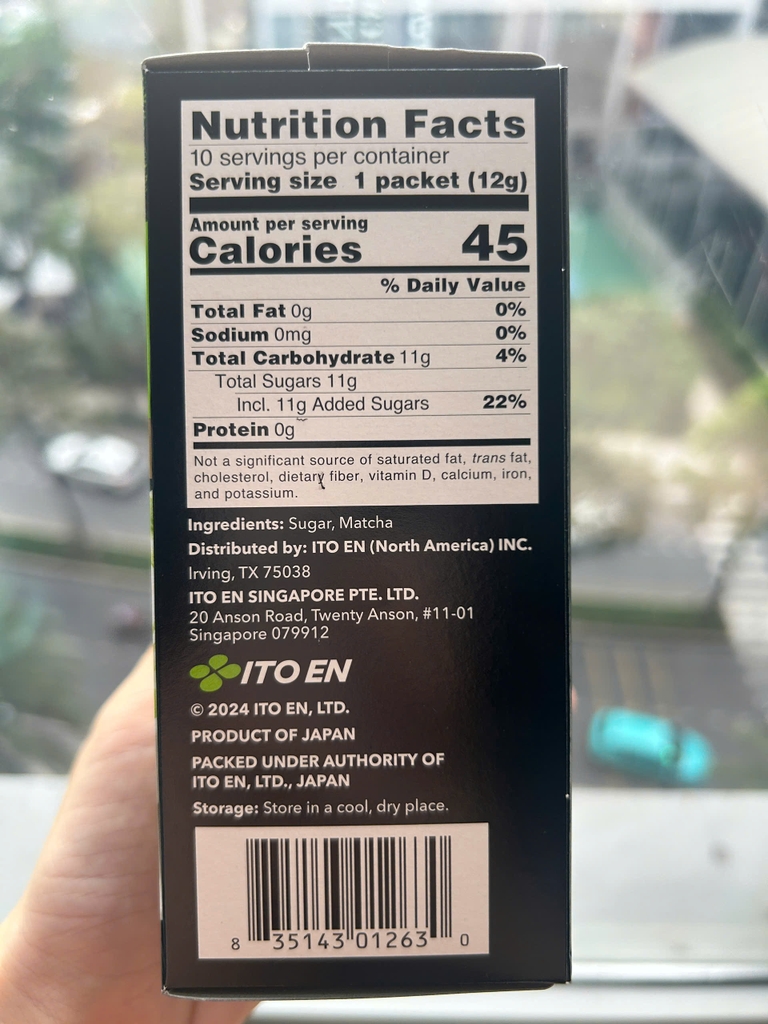 Nutrition Facts
10 servings per container
Serving size 1 packet (12g)
Amount per serving
Calories 45
% Daily Value
Total Fat 0g 0%
Sodium 0mg 0%
Total Carbohydrate 11g 4%
Total Sugars 11g
Incl. 11g Added Sugars 22%
Protein 0g
Not a significant source of saturated fat, trans fat,
cholesterol, dietary fiber, vitamin D, calcium, iron,
and potassium.
Ingredients: Sugar, Matcha
Distributed by: ITO EN (North America) INC.
Irving, TX 75038
ITO EN SINGAPORE PTE. LTD.
20 Anson Road, Twenty Anson, #11-01
Singapore 079912
ITO EN
© 2024 ITO EN, LTD.
PRODUCT OF JAPAN
PACKED UNDER AUTHORITY OF
ITO EN, LTD., JAPAN
Storage: Store in a cool, dry place.
8 35143 01263 0